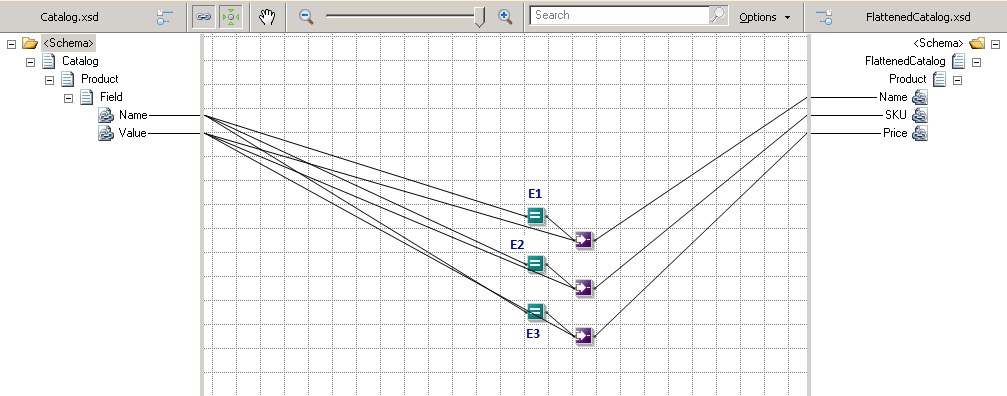 Catalog.xsd
Search
Options
FlattenedCatalog.xsd
<Schema>
Catalog
Product
Field
Name
Value
E1
E2
E3
<Schema>
FlattenedCatalog
Product
Name
SKU
Price